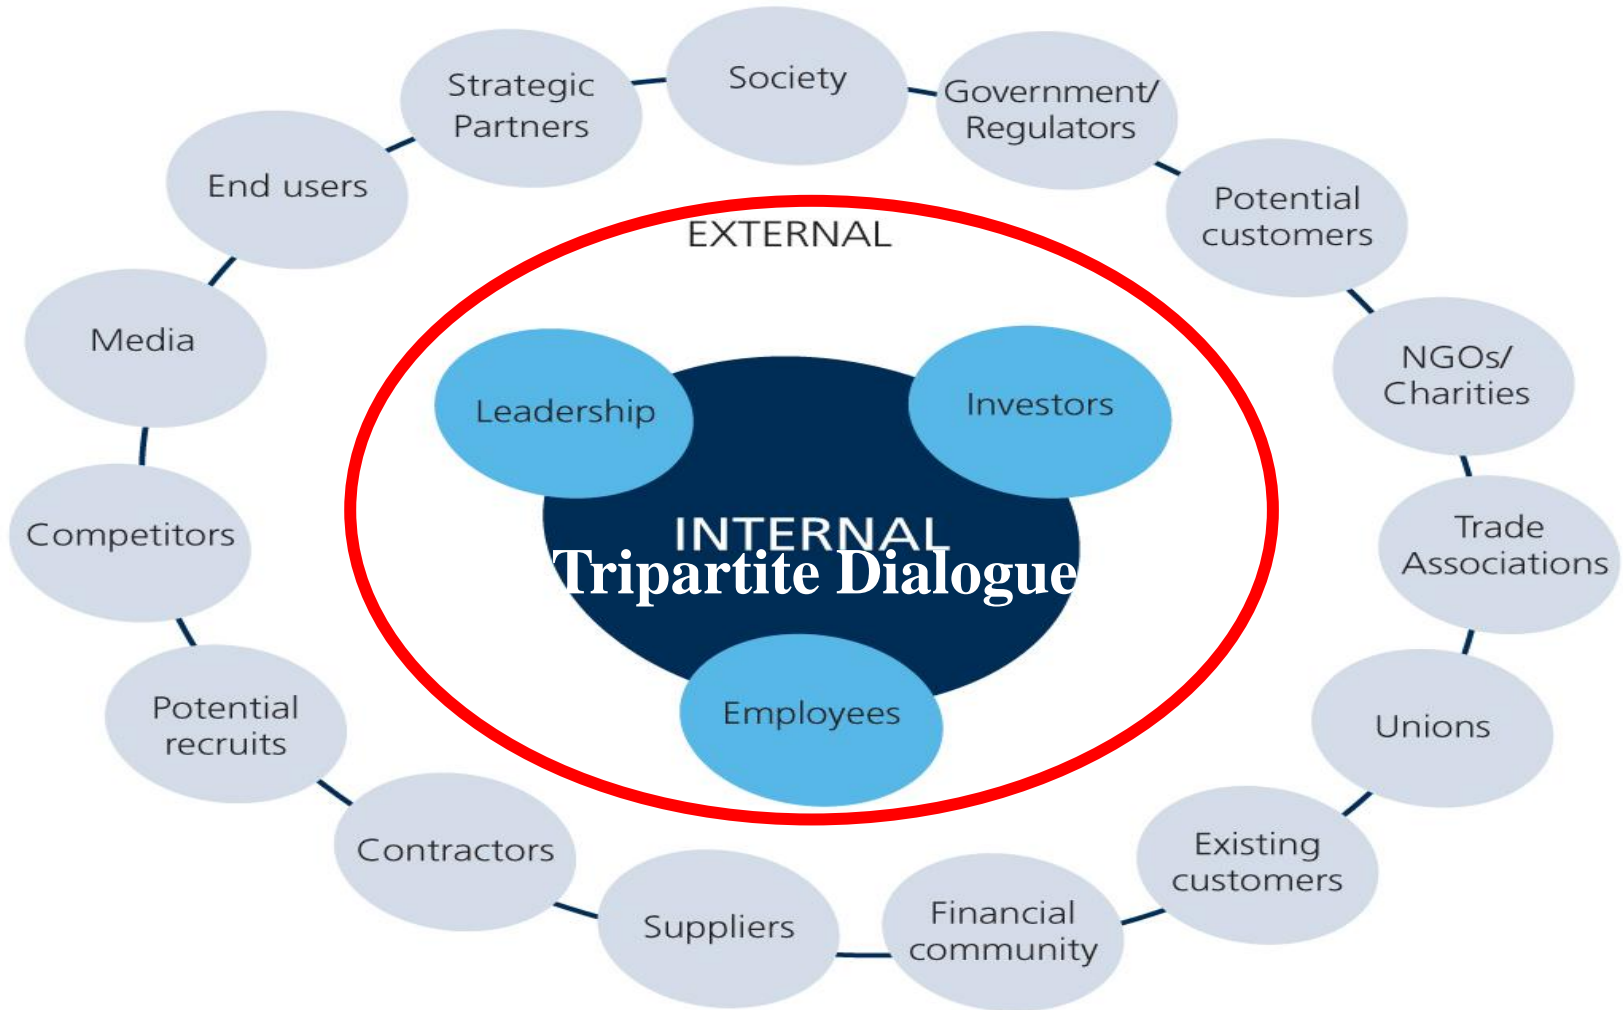 Society
Strategic
Partners
Government/
Regulators
End users
Potential
customers
EXTERNAL
Media
NGOs/
Charities
Leadership
Investors
INTERNAL
Tripartite Dialogue
Competitors
Trade
Associations
Potential
recruits
Employees
Unions
Contractors
Existing
customers
Suppliers
Financial
community